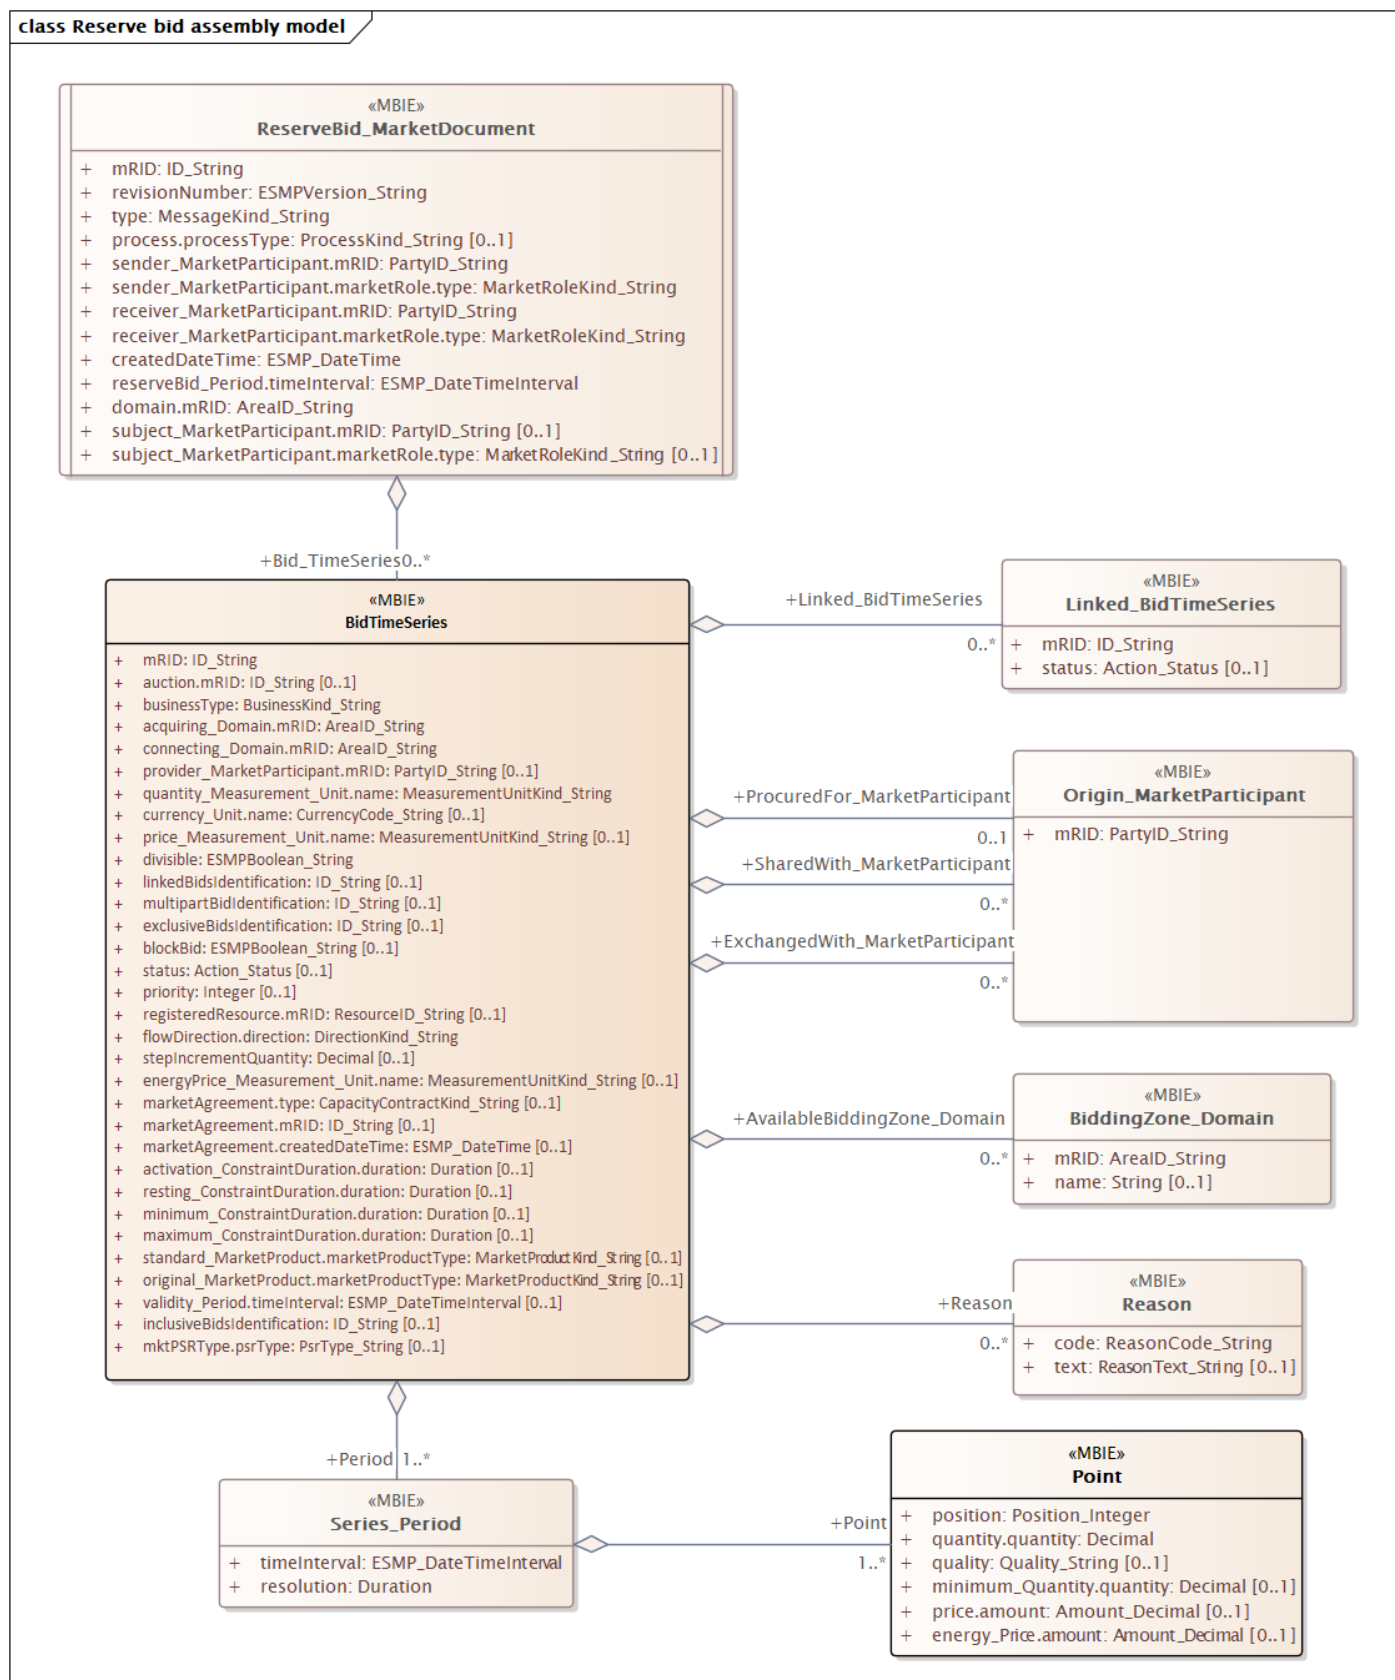 class Reserve bid assembly model
«MBIE»
ReserveBid_MarketDocument
+ mRID: ID_String
+ revisionNumber: ESMPVersion_String
+ type: MessageKind_String
+ process.processType: ProcessKind_String [0..1]
+ sender_MarketParticipant.mRID: PartyID_String
+ sender_MarketParticipant.marketRole.type: MarketRoleKind_String
+ receiver_MarketParticipant.mRID: PartyID_String
+ receiver_MarketParticipant.marketRole.type: MarketRoleKind_String
+ createdDateTime: ESMP_DateTime
+ reserveBid_Period.timeInterval: ESMP_DateTimeInterval
+ domain.mRID: AreaID_String
+ subject_MarketParticipant.mRID: PartyID_String [0..1]
+ subject_MarketParticipant.marketRole.type: MarketRoleKind_String [0..1]
+Bid_TimeSeries 0..*
«MBIE»
BidTimeSeries
+ mRID: ID_String
+ auction.mRID: ID_String [0..1]
+ businessType: BusinessKind_String
+ acquiring_Domain.mRID: AreaID_String
+ connecting_Domain.mRID: AreaID_String
+ provider_MarketParticipant.mRID: PartyID_String [0..1]
+ quantity_Measurement_Unit.name: MeasurementUnitKind_String
+ currency_Unit.name: CurrencyCode_String [0..1]
+ price_Measurement_Unit.name: MeasurementUnitKind_String [0..1]
+ divisible: ESMPBoolean_String
+ linkedBidsIdentification: ID_String [0..1]
+ multipartBidIdentification: ID_String [0..1]
+ exclusiveBidsIdentification: ID_String [0..1]
+ blockBid: ESMPBoolean_String [0..1]
+ status: Action_Status [0..1]
+ priority: Integer [0..1]
+ registeredResource.mRID: ResourceID_String [0..1]
+ flowDirection.direction: DirectionKind_String
+ stepIncrementQuantity: Decimal [0..1]
+ energyPrice_Measurement_Unit.name: MeasurementUnitKind_String [0..1]
+ marketAgreement.type: CapacityContractKind_String [0..1]
+ marketAgreement.mRID: ID_String [0..1]
+ marketAgreement.createdDateTime: ESMP_DateTime [0..1]
+ activation_ConstraintDuration.duration: Duration [0..1]
+ resting_ConstraintDuration.duration: Duration [0..1]
+ minimum_ConstraintDuration.duration: Duration [0..1]
+ maximum_ConstraintDuration.duration: Duration [0..1]
+ standard_MarketProduct.marketProductType: MarketProductKind_String [0..1]
+ original_MarketProduct.marketProductType: MarketProductKind_String [0..1]
+ validity_Period.timeInterval: ESMP_DateTimeInterval [0..1]
+ inclusiveBidsIdentification: ID_String [0..1]
+ mktPSRType.psrType: PsrType_String [0..1]
+Linked_BidTimeSeries
0..*
«MBIE»
Linked_BidTimeSeries
+ mRID: ID_String
+ status: Action_Status [0..1]
+ProcuredFor_MarketParticipant
0..1
+SharedWith_MarketParticipant
0..*
+ExchangedWith_MarketParticipant
0..*
«MBIE»
Origin_MarketParticipant
+ mRID: PartyID_String
+AvailableBiddingZone_Domain
0..*
«MBIE»
BiddingZone_Domain
+ mRID: AreaID_String
+ name: String [0..1]
+Reason
0..*
«MBIE»
Reason
+ code: ReasonCode_String
+ text: ReasonText_String [0..1]
+Period 1..*
«MBIE»
Series_Period
+ timeInterval: ESMP_DateTimeInterval
+ resolution: Duration
+Point
1..*
«MBIE»
Point
+ position: Position_Integer
+ quantity.quantity: Decimal
+ quality: Quality_String [0..1]
+ minimum_Quantity.quantity: Decimal [0..1]
+ price.amount: Amount_Decimal [0..1]
+ energy_Price.amount: Amount_Decimal [0..1]